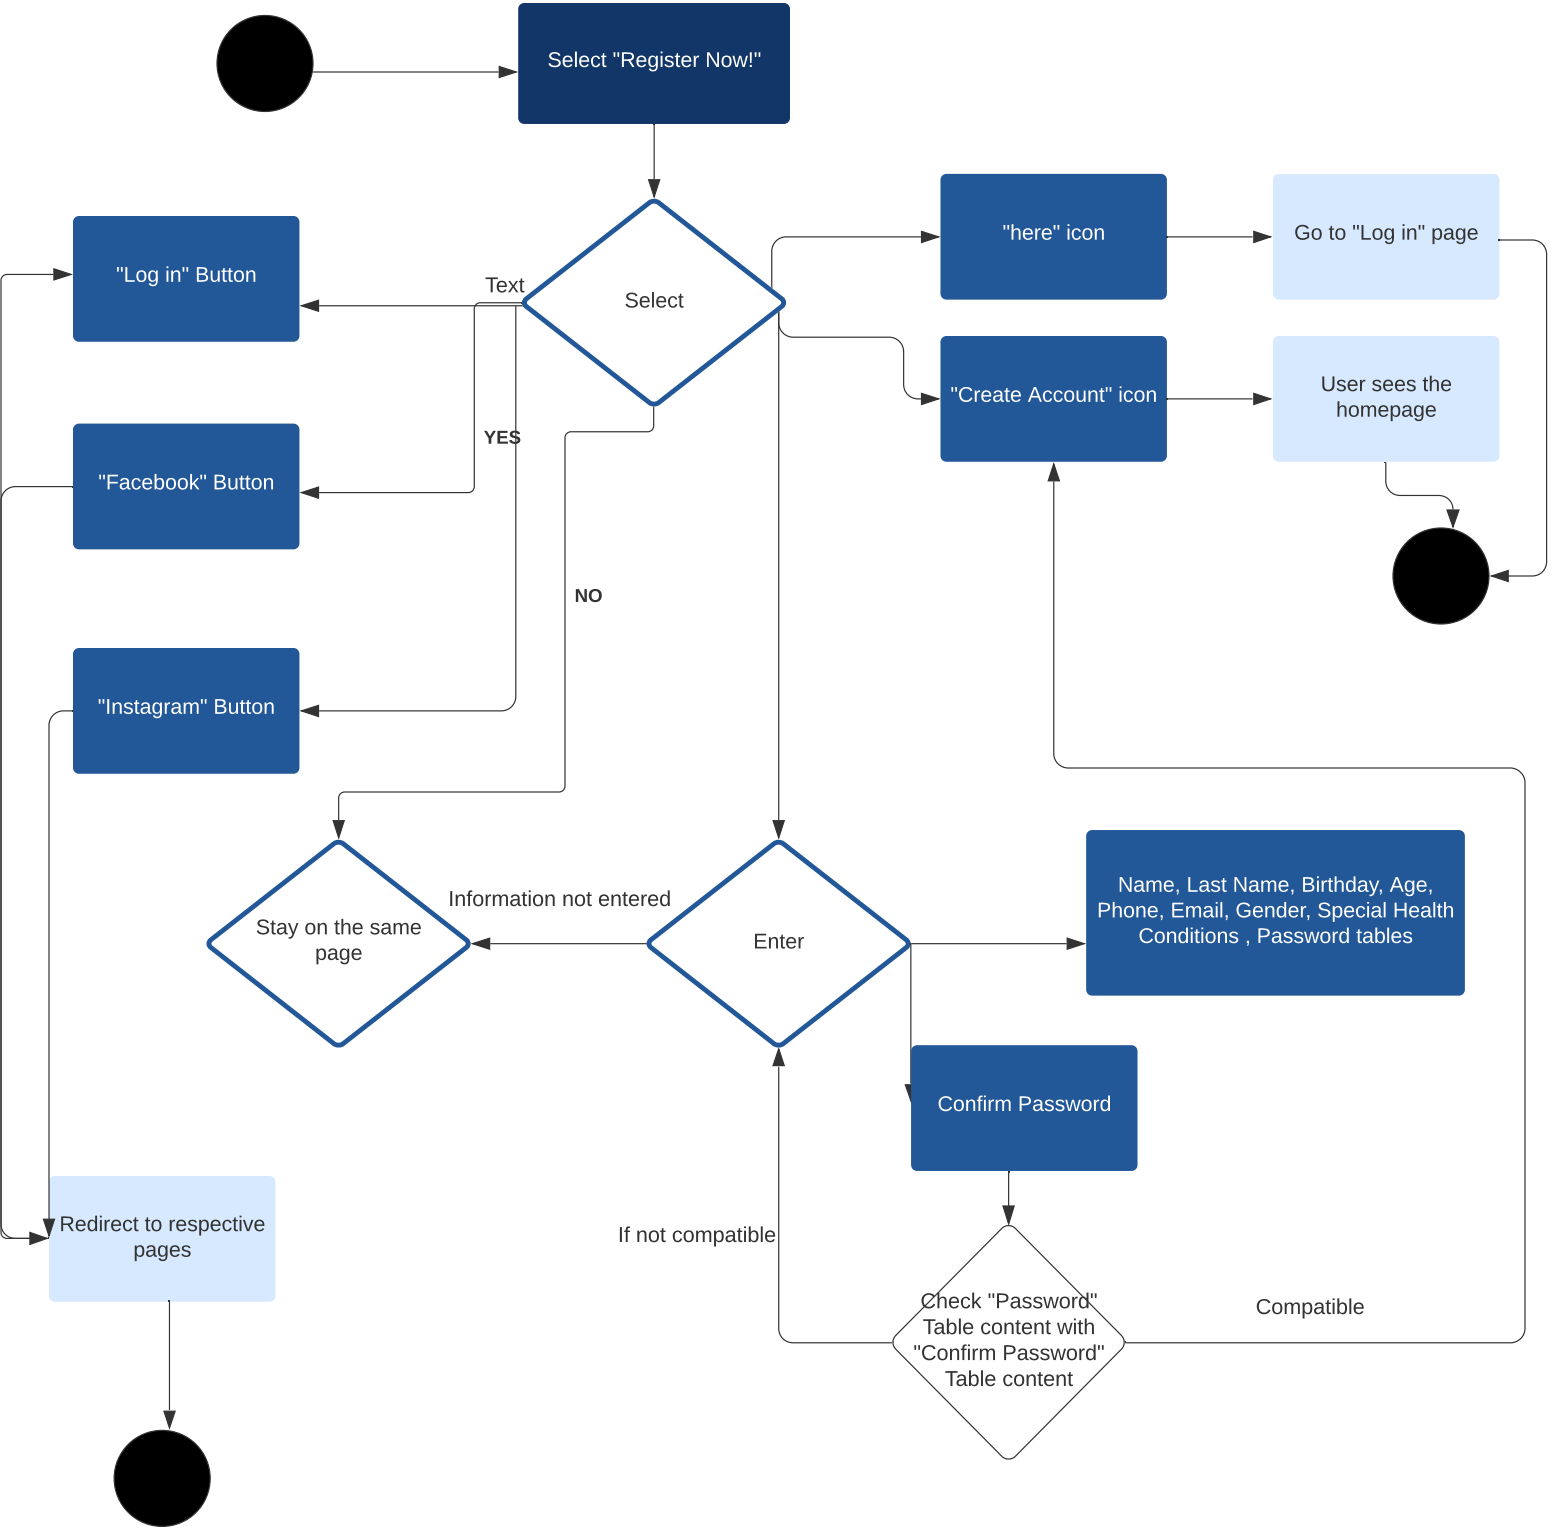 Select "Register Now!"
"here" icon
Go to "Log in" page
"Log in" Button
Text
Select
"Create Account" icon
User sees the
homepage
YES
"Facebook" Button
NO
"Instagram" Button
Information not entered
Name, Last Name, Birthday, Age,
Phone, Email, Gender, Special Health
Conditions , Password tables
Stay on the same
page
Enter
Confirm Password
Redirect to respective
pages
If not compatible
Check "Password"
Table content with
"Confirm Password"
Table content
Compatible